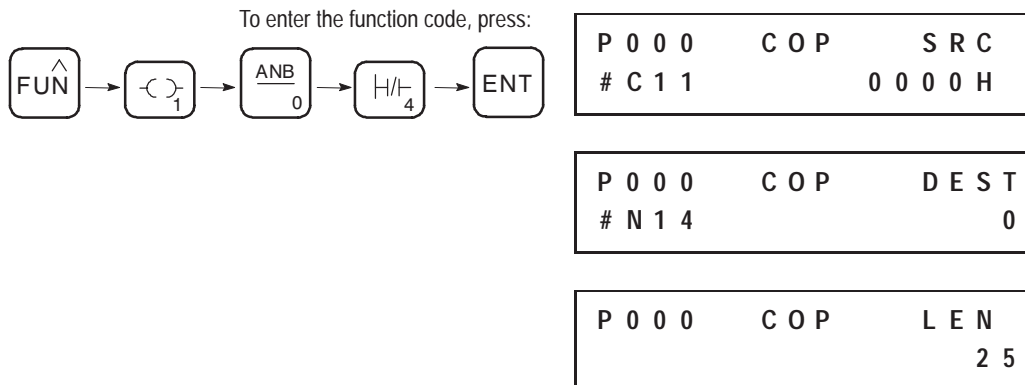 To enter the function code, press:
FUN
1
ANB
0
4
ENT
P000 COP SRC
#C11 0000H
P000 COP DEST
#N14 0
P000 COP LEN
25